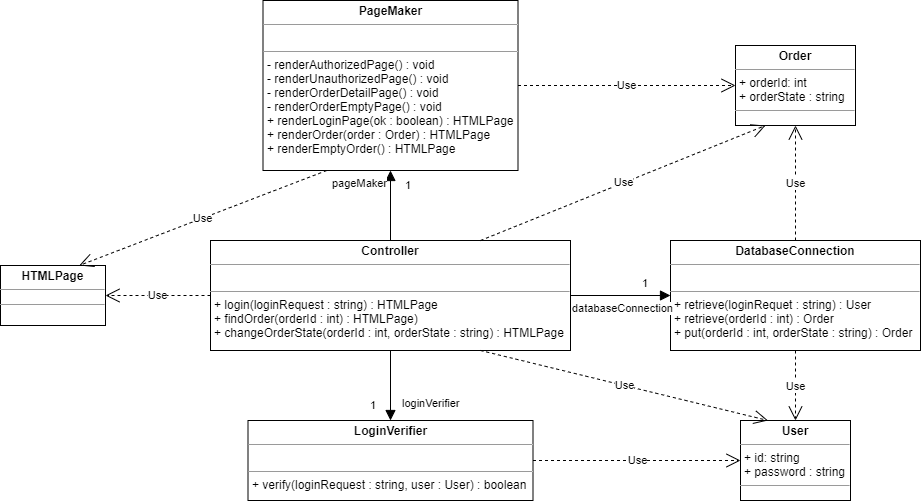 PageMaker
- renderAuthorizedPage() : void
- renderUnauthorizedPage() : void
- renderOrderDetailPage() : void
- renderOrderEmptyPage() : void
+ renderLoginPage(ok : boolean) : HTMLPage
+ renderOrder(order : Order) : HTMLPage
+ renderEmptyOrder() : HTMLPage
Order
+ orderId: int
+ orderState : string
Use
pageMaker
1
Use
Use
Use
HTMLPage
Use
Controller
+ login(loginRequest : string) : HTMLPage
+ findOrder(orderId : int) : HTMLPage)
+ changeOrderState(orderId : int, orderState : string) : HTMLPage
1
databaseConnection
DatabaseConnection
+ retrieve(loginRequet : string) : User
+ retrieve(orderId : int) : Order
+ put(orderId : int, orderState : string) : Order
Use
Use
1
loginVerifier
LoginVerifier
+ verify(loginRequest : string, user : User) : boolean
Use
User
+ id: string
+ password : string